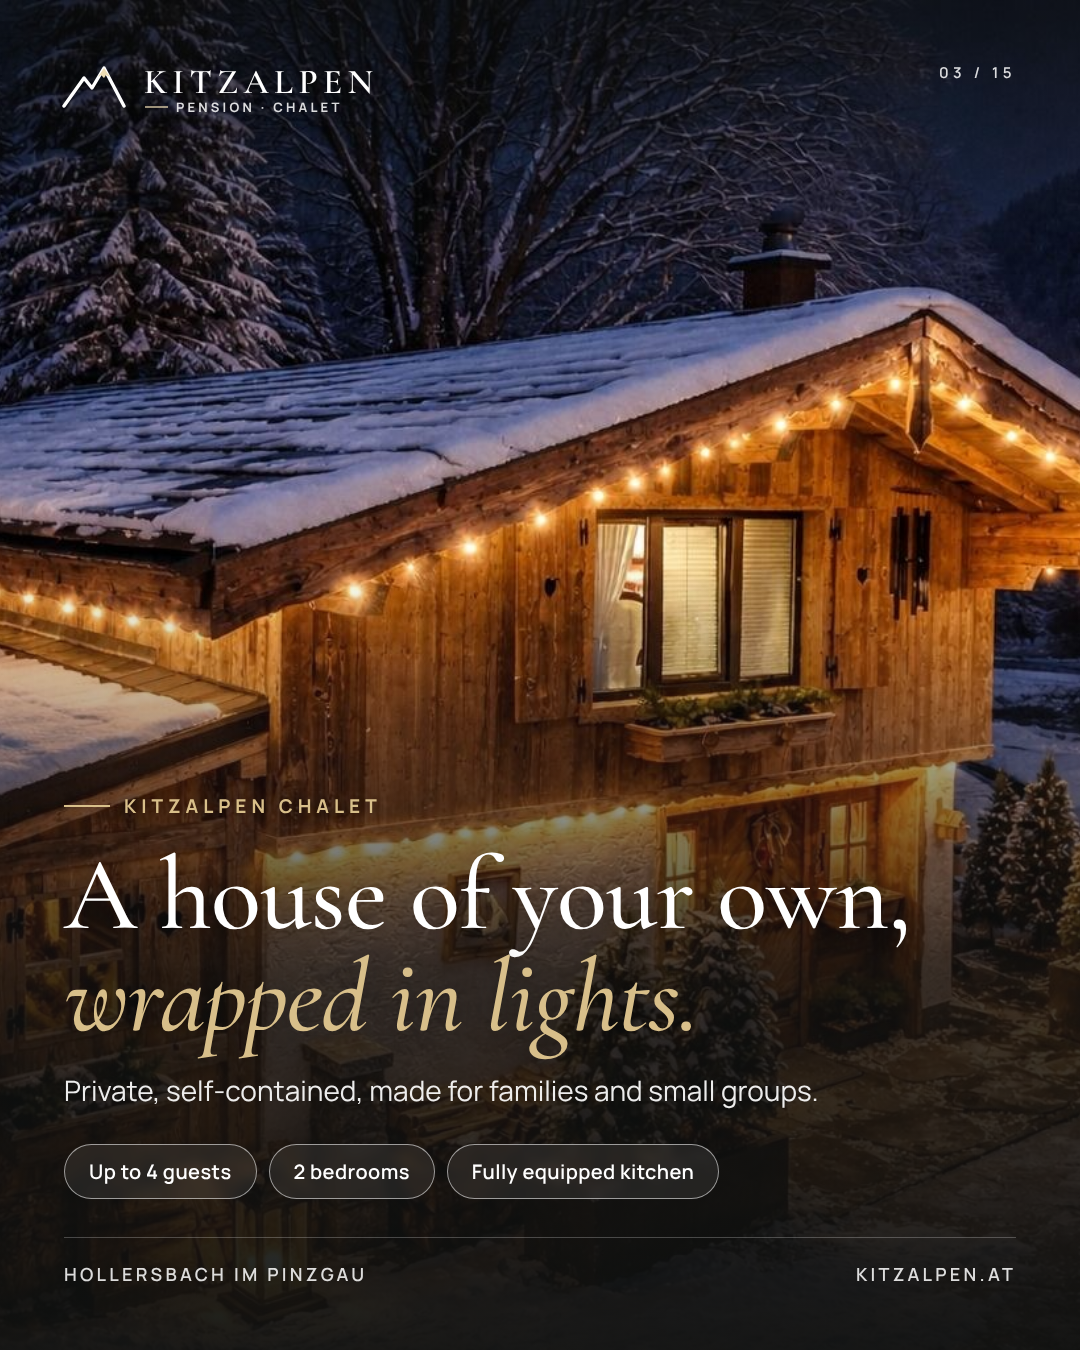 KITZALPEN
PENSION · CHALET
03 / 15
KITZALPEN CHALET
A house of your own,
wrapped in lights.
Private, self-contained, made for families and small groups.
Up to 4 guests
2 bedrooms
Fully equipped kitchen
HOLLERSBACH IM PINZGAU
KITZALPEN.AT